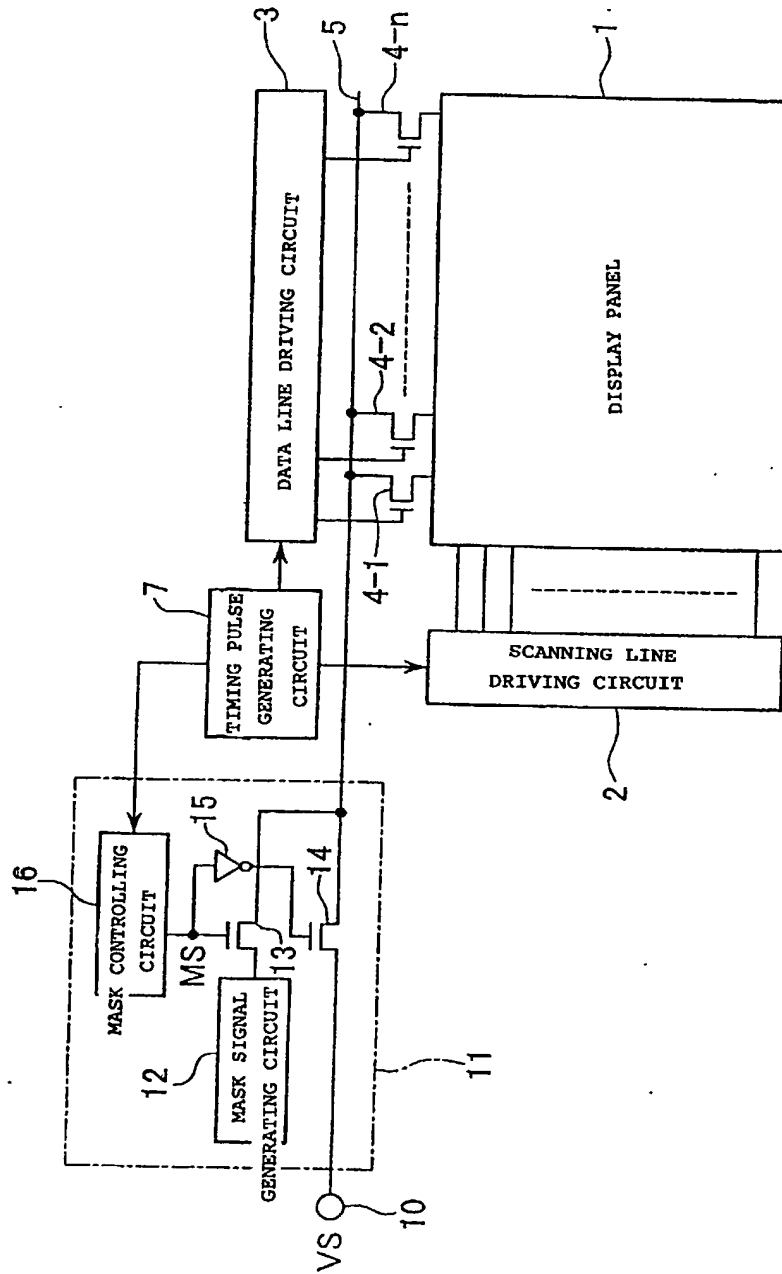 3
5
4-n
1
DATA LINE DRIVING CIRCUIT
4-2
4-1
DISPLAY PANEL
7
TIMING PULSE
GENERATING
CIRCUIT
SCANNING LINE
DRIVING CIRCUIT
2
16
MASK CONTROLLING
CIRCUIT
15
MS
13
14
12
MASK SIGNAL
GENERATING CIRCUIT
11
VS
10